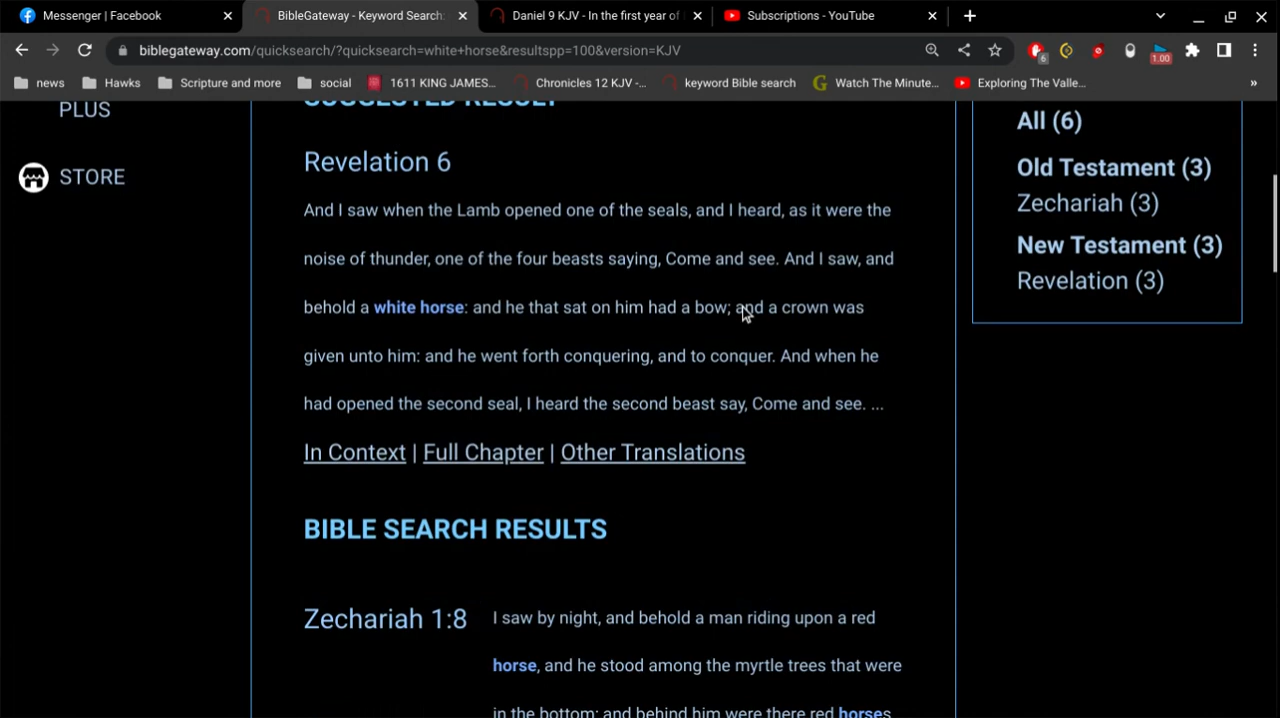 Messenger | Facebook
BibleGateway - Keyword Search:
Daniel 9 KJV - In the first year of
Subscriptions - YouTube
biblegateway.com/quicksearch/?quicksearch=white+horse&resultspp=100&version=KJV
6
1.00
news
Hawks
Scripture and more
social
1611 KING JAMES...
Chronicles 12 KJV -...
keyword Bible search
Watch The Minute...
Exploring The Valle...
»
PLUS
STORE
SUGGESTED RESULT
Revelation 6
And I saw when the Lamb opened one of the seals, and I heard, as it were the
noise of thunder, one of the four beasts saying, Come and see. And I saw, and
behold a white horse: and he that sat on him had a bow; and a crown was
given unto him: and he went forth conquering, and to conquer. And when he
had opened the second seal, I heard the second beast say, Come and see. ...
In Context | Full Chapter | Other Translations
BIBLE SEARCH RESULTS
Zechariah 1:8
I saw by night, and behold a man riding upon a red
horse, and he stood among the myrtle trees that were
in the bottom; and behind him were there red horses
All (6)
Old Testament (3)
Zechariah (3)
New Testament (3)
Revelation (3)